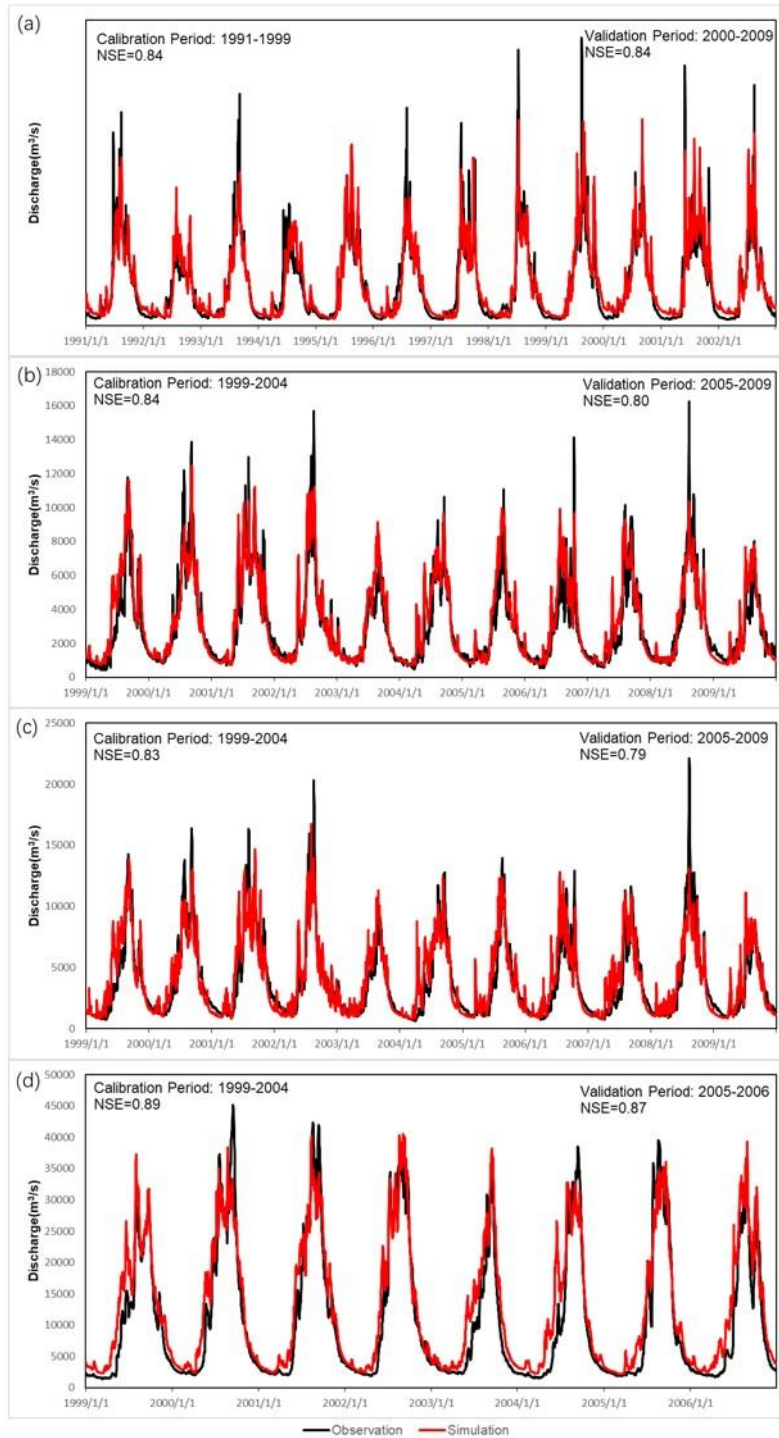 (a)
Calibration Period: 1991-1999
NSE=0.84
Validation Period: 2000-2009
NSE=0.84
Discharge(m³/s)
1991/1/1 1992/1/1 1993/1/1 1994/1/1 1995/1/1 1996/1/1 1997/1/1 1998/1/1 1999/1/1 2000/1/1 2001/1/1 2002/1/1
(b)
Calibration Period: 1999-2004
NSE=0.84
Validation Period: 2005-2009
NSE=0.80
Discharge(m³/s)
18000
16000
14000
12000
10000
8000
6000
4000
2000
0
1999/1/1 2000/1/1 2001/1/1 2002/1/1 2003/1/1 2004/1/1 2005/1/1 2006/1/1 2007/1/1 2008/1/1 2009/1/1
(c)
Calibration Period: 1999-2004
NSE=0.83
Validation Period: 2005-2009
NSE=0.79
Discharge(m³/s)
25000
20000
15000
10000
5000
0
1999/1/1 2000/1/1 2001/1/1 2002/1/1 2003/1/1 2004/1/1 2005/1/1 2006/1/1 2007/1/1 2008/1/1 2009/1/1
(d)
Calibration Period: 1999-2004
NSE=0.89
Validation Period: 2005-2006
NSE=0.87
Discharge(m³/s)
50000
45000
40000
35000
30000
25000
20000
15000
10000
5000
0
1999/1/1 2000/1/1 2001/1/1 2002/1/1 2003/1/1 2004/1/1 2005/1/1 2006/1/1
Observation Simulation